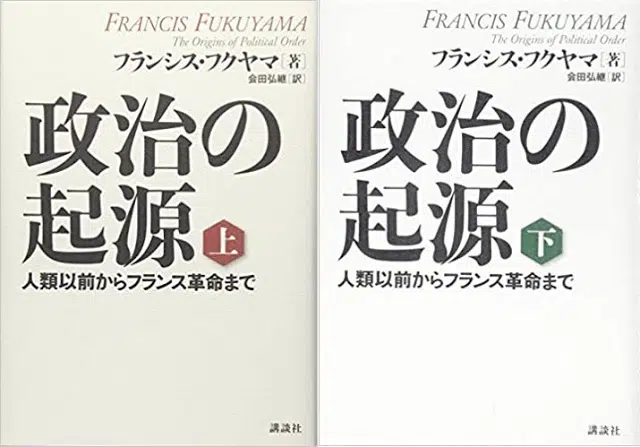 FRANCIS FUKUYAMA
The Origins of Political Order
フランシス・フクヤマ[著]
会田弘継[訳]
政治の
起源 上
人類以前からフランス革命まで
講談社
FRANCIS FUKUYAMA
The Origins of Political Order
フランシス・フクヤマ[著]
会田弘継[訳]
政治の
起源 下
人類以前からフランス革命まで
講談社